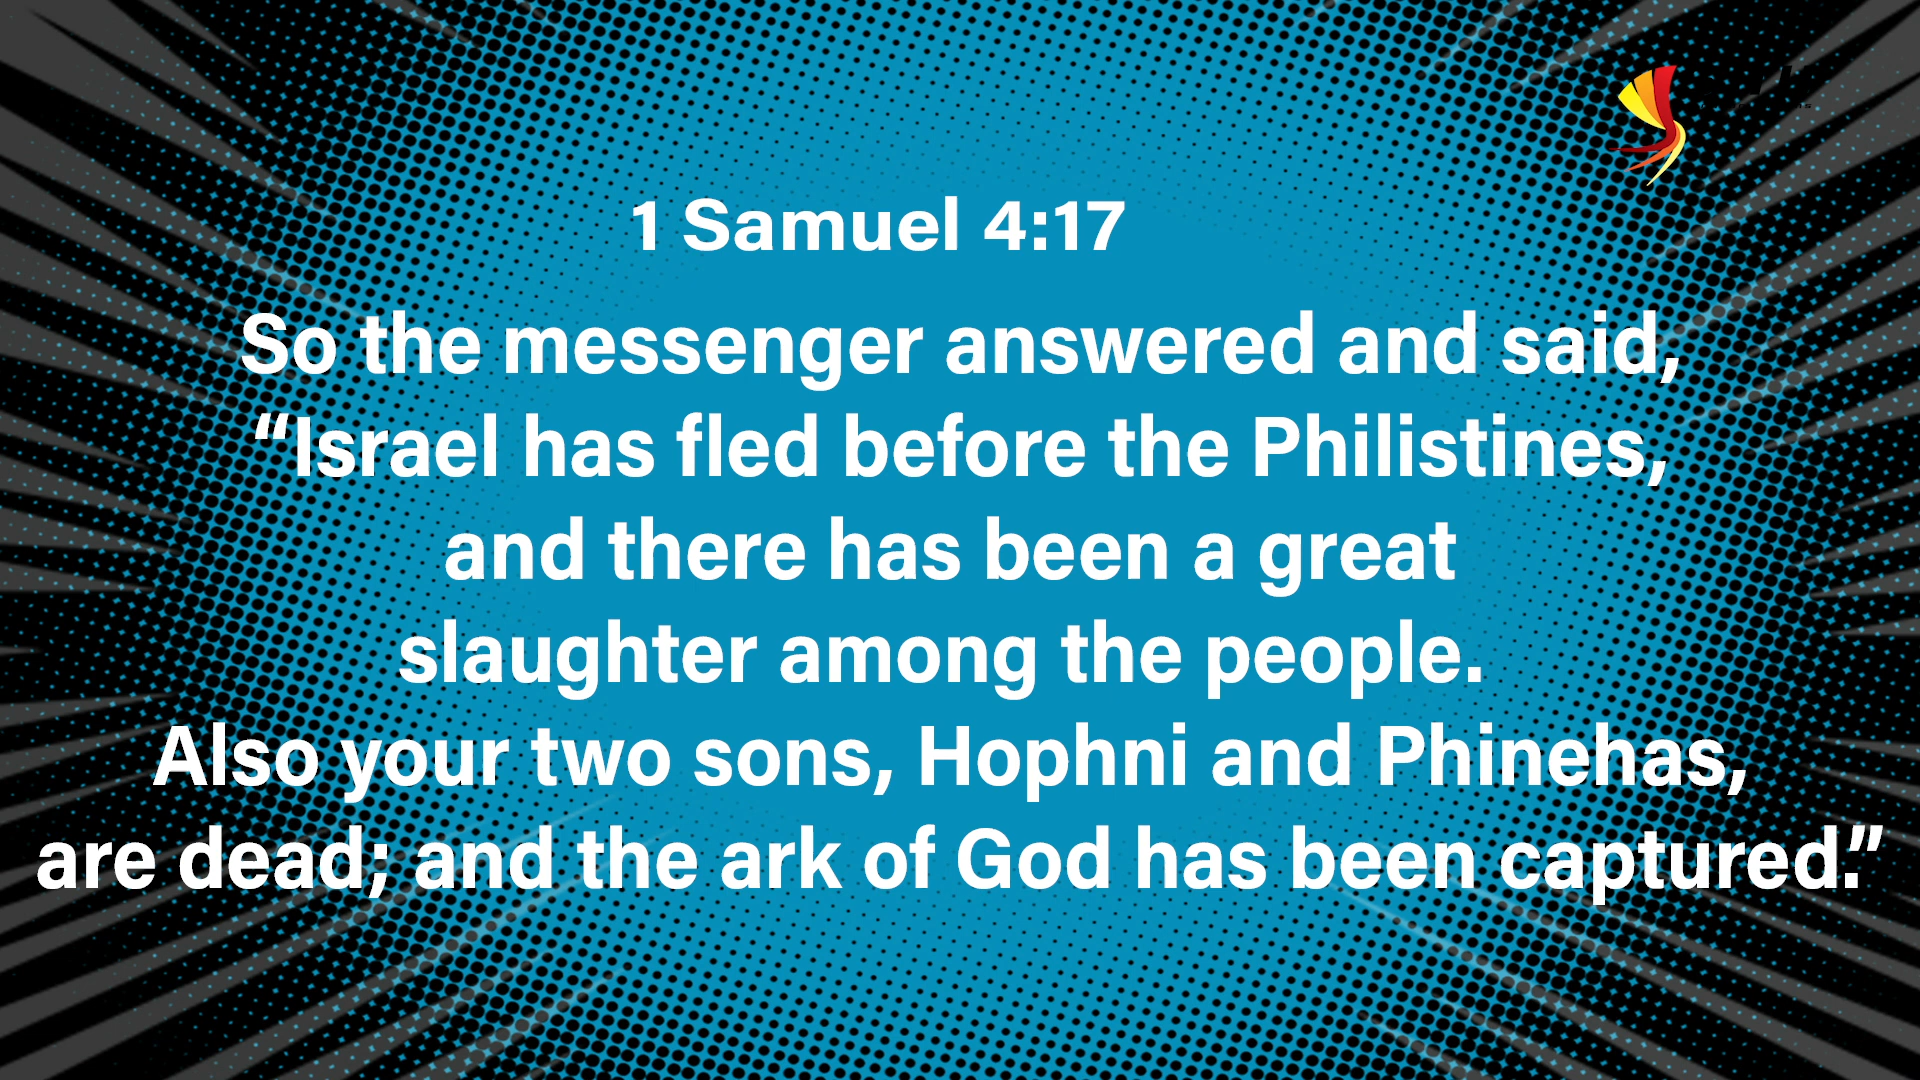 1 Samuel 4:17
So the messenger answered and said,
“Israel has fled before the Philistines,
and there has been a great
slaughter among the people.
Also your two sons, Hophni and Phinehas,
are dead; and the ark of God has been captured.”